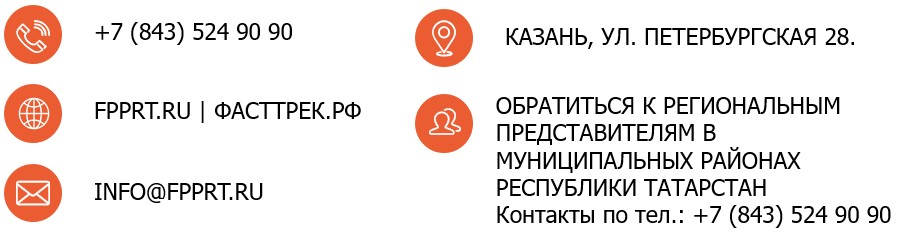 +7 (843) 524 90 90
FPPRT.RU | ФАСТТРЕК.РФ
INFO@FPPRT.RU
КАЗАНЬ, УЛ. ПЕТЕРБУРГСКАЯ 28.
ОБРАТИТЬСЯ К РЕГИОНАЛЬНЫМ
ПРЕДСТАВИТЕЛЯМ В
МУНИЦИПАЛЬНЫХ РАЙОНАХ
РЕСПУБЛИКИ ТАТАРСТАН
Контакты по тел.: +7 (843) 524 90 90